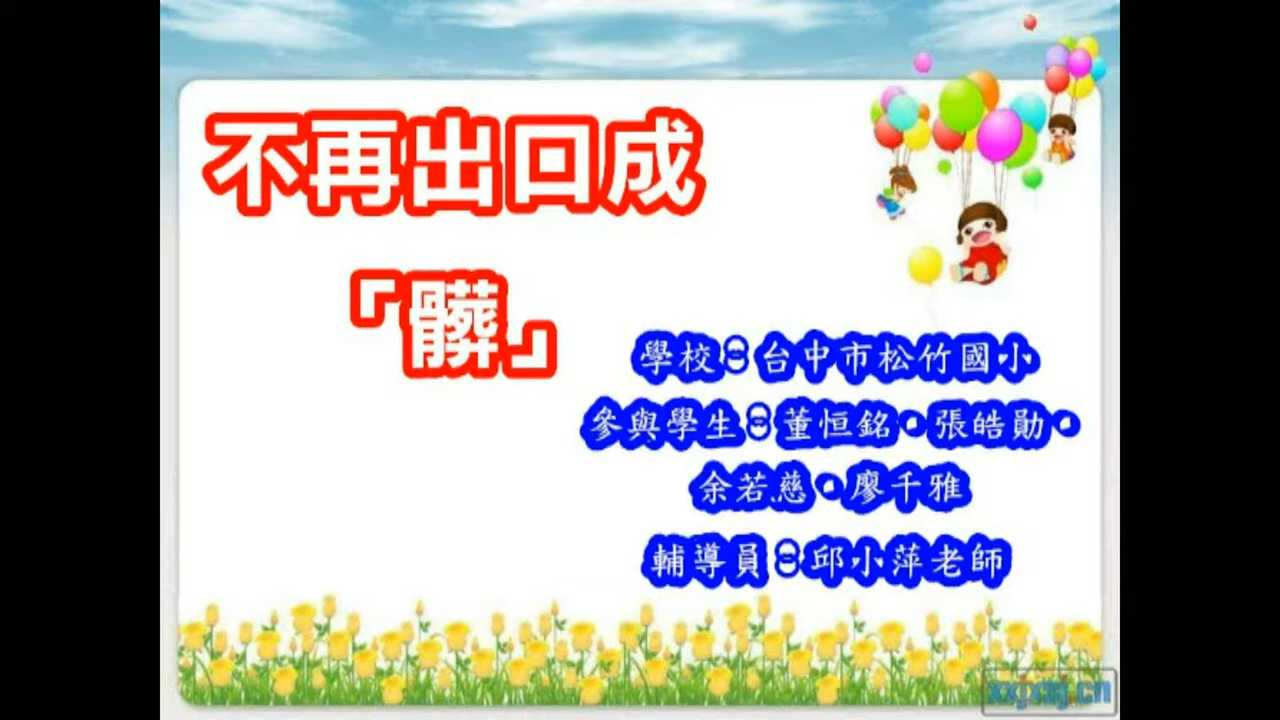 不再出口成
「髒」
學校：台中市松竹國小
參與學生：董恒銘、張皓勛、
余若慈、廖千雅
輔導員：邱小萍老師